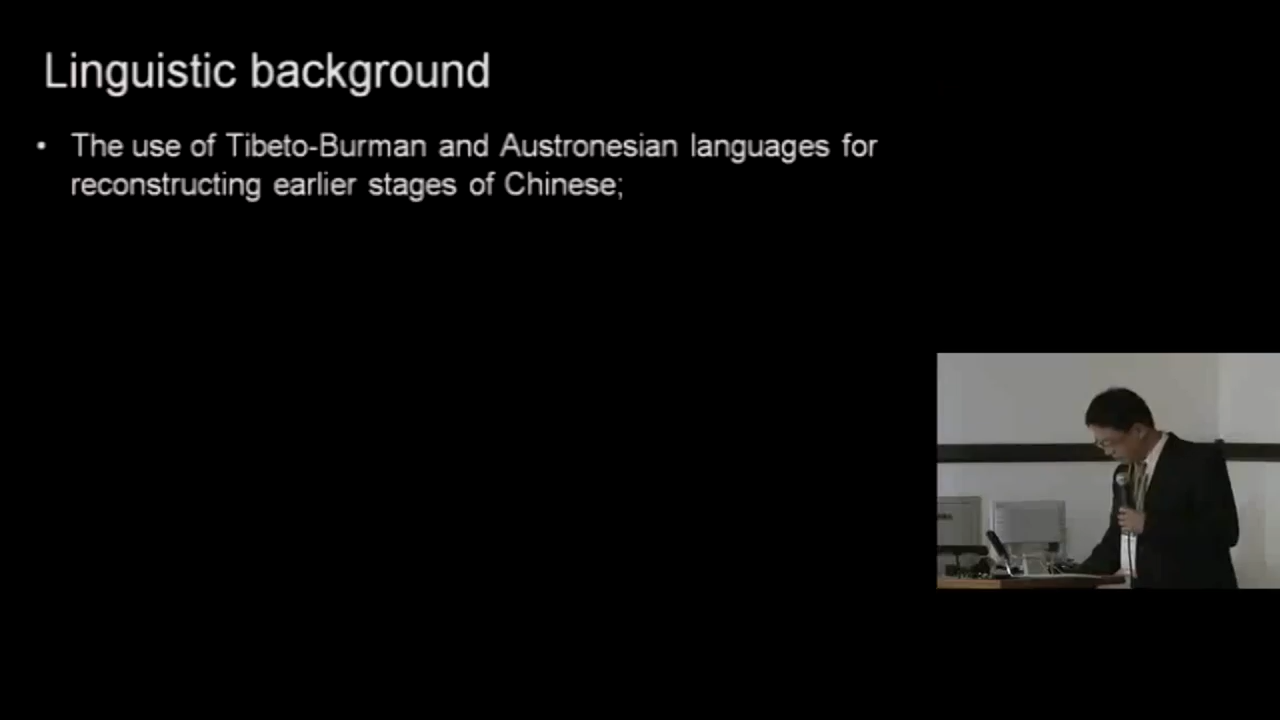 Linguistic background
• The use of Tibeto-Burman and Austronesian languages for
reconstructing earlier stages of Chinese;